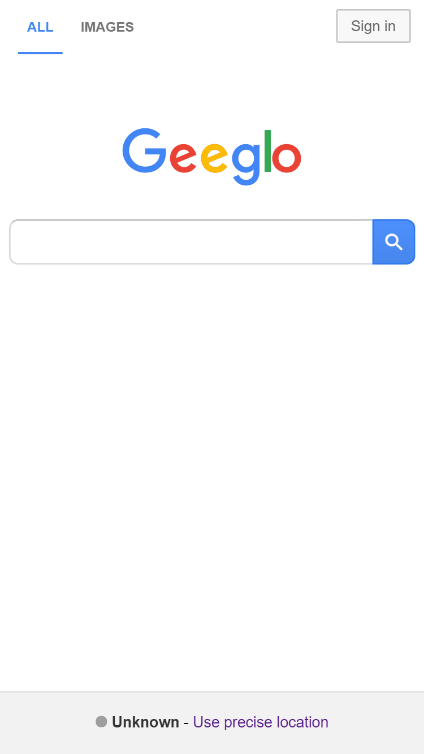 ALL IMAGES Sign in
Geeglo
Unknown - Use precise location